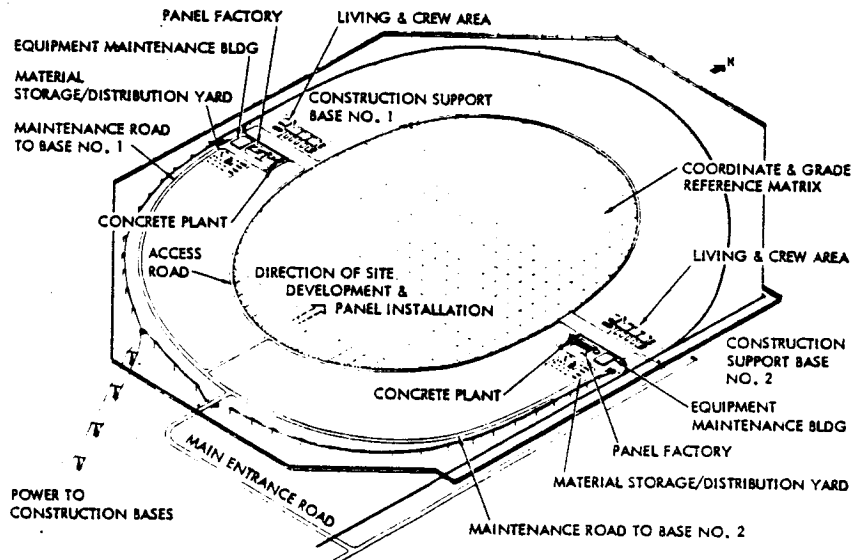 PANEL FACTORY
LIVING & CREW AREA
EQUIPMENT MAINTENANCE BLDG
MATERIAL
STORAGE/DISTRIBUTION YARD
MAINTENANCE ROAD
TO BASE NO. 1
CONSTRUCTION SUPPORT
BASE NO. 1
N
COORDINATE & GRADE
REFERENCE MATRIX
CONCRETE PLANT
ACCESS
ROAD
DIRECTION OF SITE
DEVELOPMENT &
PANEL INSTALLATION
LIVING & CREW AREA
CONSTRUCTION
SUPPORT BASE
NO. 2
CONCRETE PLANT
EQUIPMENT
MAINTENANCE BLDG
PANEL FACTORY
MATERIAL STORAGE/DISTRIBUTION YARD
MAIN ENTRANCE ROAD
POWER TO
CONSTRUCTION BASES
MAINTENANCE ROAD TO BASE NO. 2